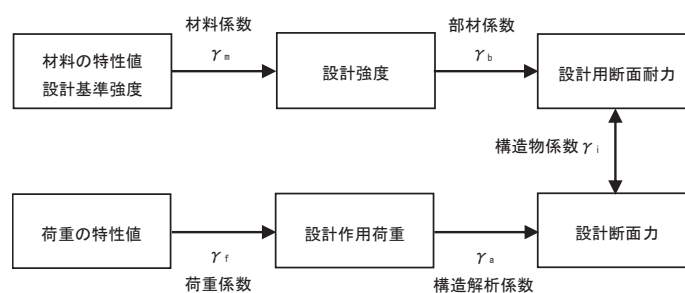 材料係数
γm
部材係数
γb
材料の特性値
設計基準強度
設計強度
設計用断面耐力
構造物係数γi
荷重の特性値
設計作用荷重
設計断面力
γf
荷重係数
γa
構造解析係数